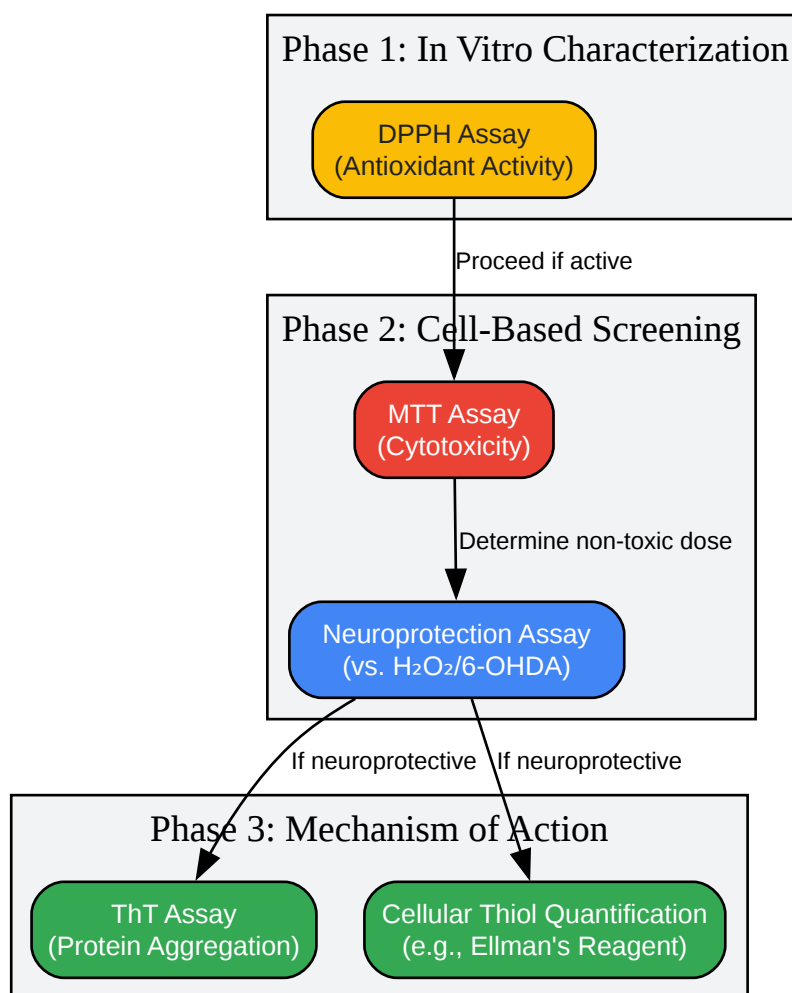 Phase 1: In Vitro Characterization
DPPH Assay
(Antioxidant Activity)
Proceed if active
Phase 2: Cell-Based Screening
MTT Assay
(Cytotoxicity)
Determine non-toxic dose
Neuroprotection Assay
(vs. H₂O₂/6-OHDA)
If neuroprotective
If neuroprotective
Phase 3: Mechanism of Action
ThT Assay
(Protein Aggregation)
Cellular Thiol Quantification
(e.g., Ellman's Reagent)